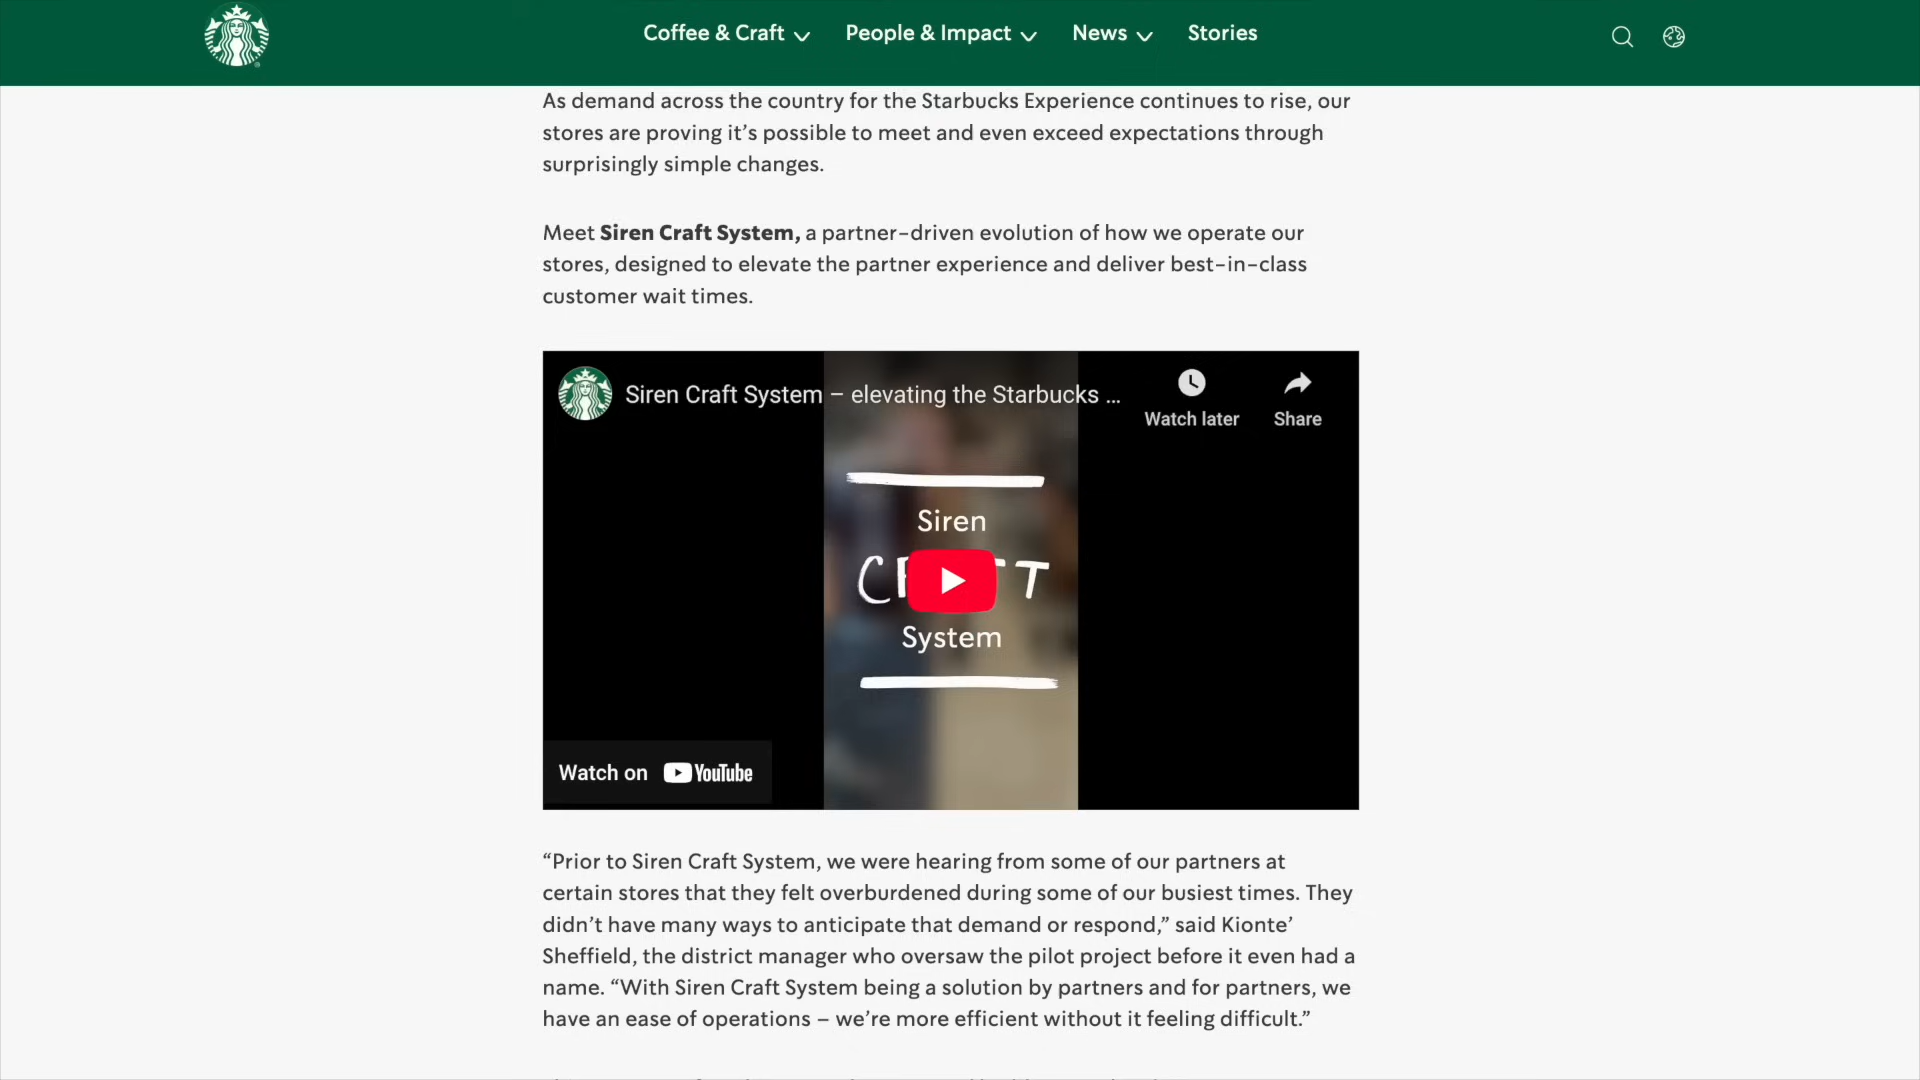 Coffee & Craft
People & Impact
News
Stories
As demand across the country for the Starbucks Experience continues to rise, our
stores are proving it’s possible to meet and even exceed expectations through
surprisingly simple changes.
Meet Siren Craft System, a partner-driven evolution of how we operate our
stores, designed to elevate the partner experience and deliver best-in-class
customer wait times.
Siren Craft System – elevating the Starbucks ...
Watch later
Share
Siren
System
Watch on YouTube
“Prior to Siren Craft System, we were hearing from some of our partners at
certain stores that they felt overburdened during some of our busiest times. They
didn’t have many ways to anticipate that demand or respond,” said Kionte’
Sheffield, the district manager who oversaw the pilot project before it even had a
name. “With Siren Craft System being a solution by partners and for partners, we
have an ease of operations – we’re more efficient without it feeling difficult.”